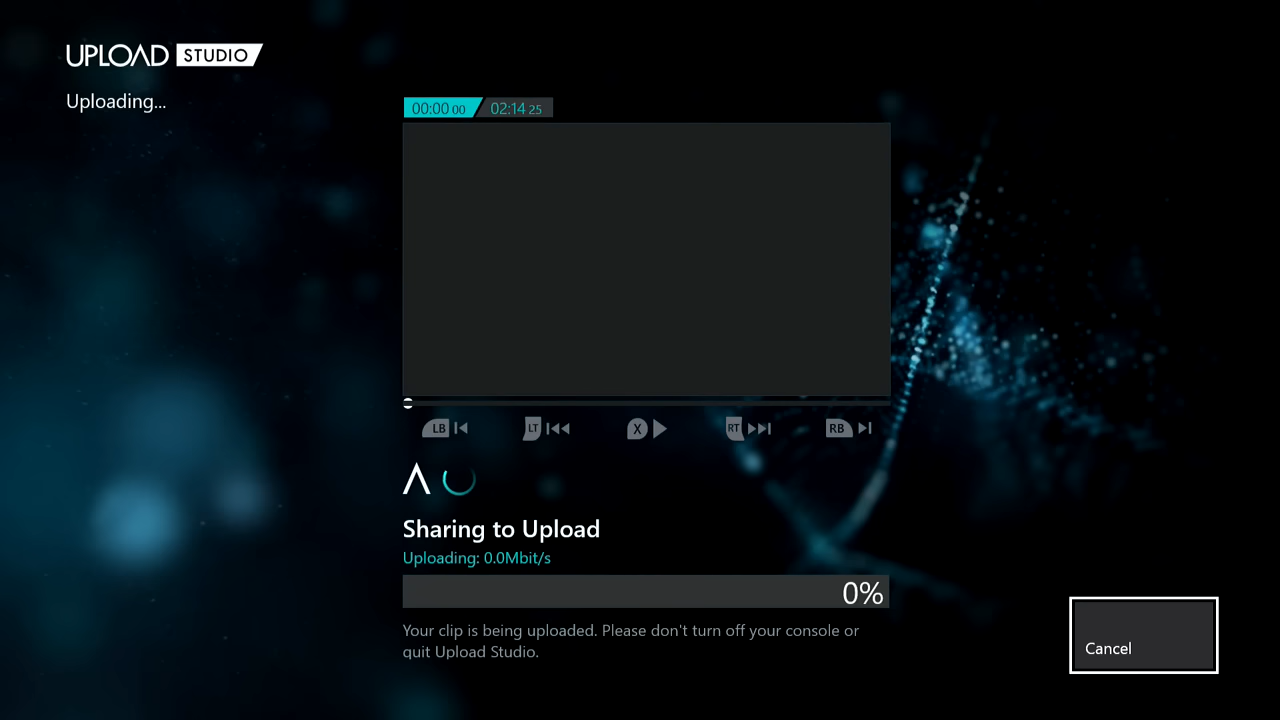 UPLOAD STUDIO
Uploading...
00:00 00 02:14 25
LB LT X RT RB
Sharing to Upload
Uploading: 0.0Mbit/s
0%
Your clip is being uploaded. Please don't turn off your console or
quit Upload Studio.
Cancel